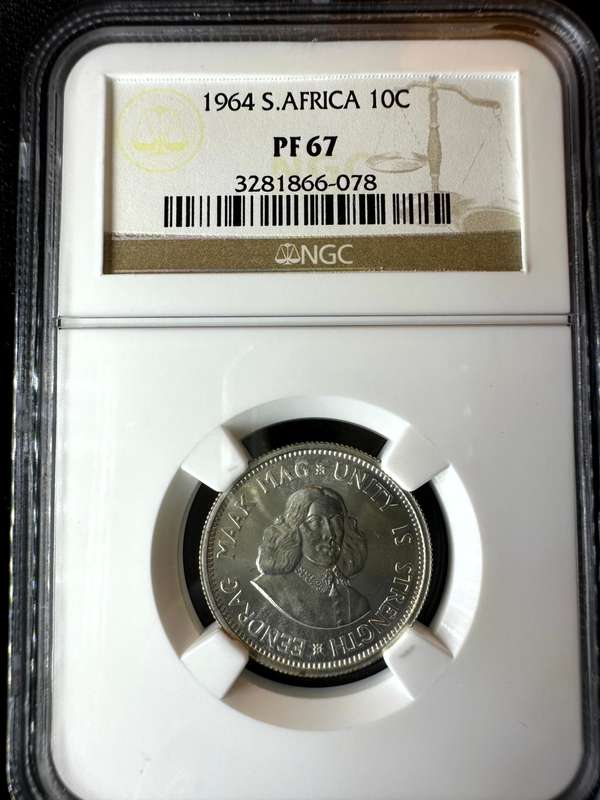 1964 S.AFRICA 10C
PF 67
3281866-078
NGC
EENDRAG MAAK MAG * UNITY IS STRENGTH *